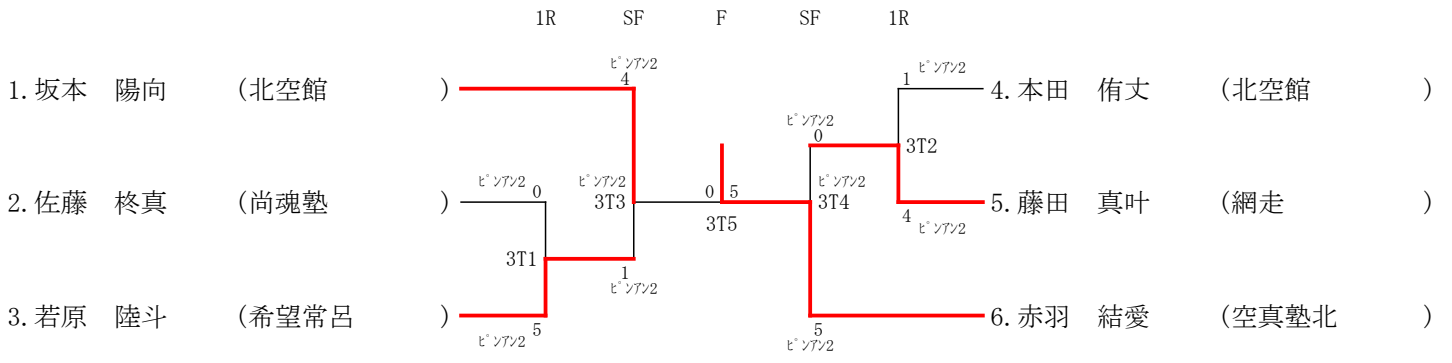 1R SF F SF 1R
ピンアン2 ピンアン2
4 1
1.坂本 陽向 (北空館 ) 4.本田 侑丈 (北空館 )
ピンアン2
0
3T2
ピンアン2 0 ピンアン2 0 5 ピンアン2
2.佐藤 柊真 (尚魂塾 ) 3T3 3T4 5.藤田 真叶 (網走 )
3T5 4 ピンアン2
3T1
1
ピンアン2
3.若原 陸斗 (希望常呂 ) 6.赤羽 結愛 (空真塾北 )
ピンアン2 5 5
ピンアン2